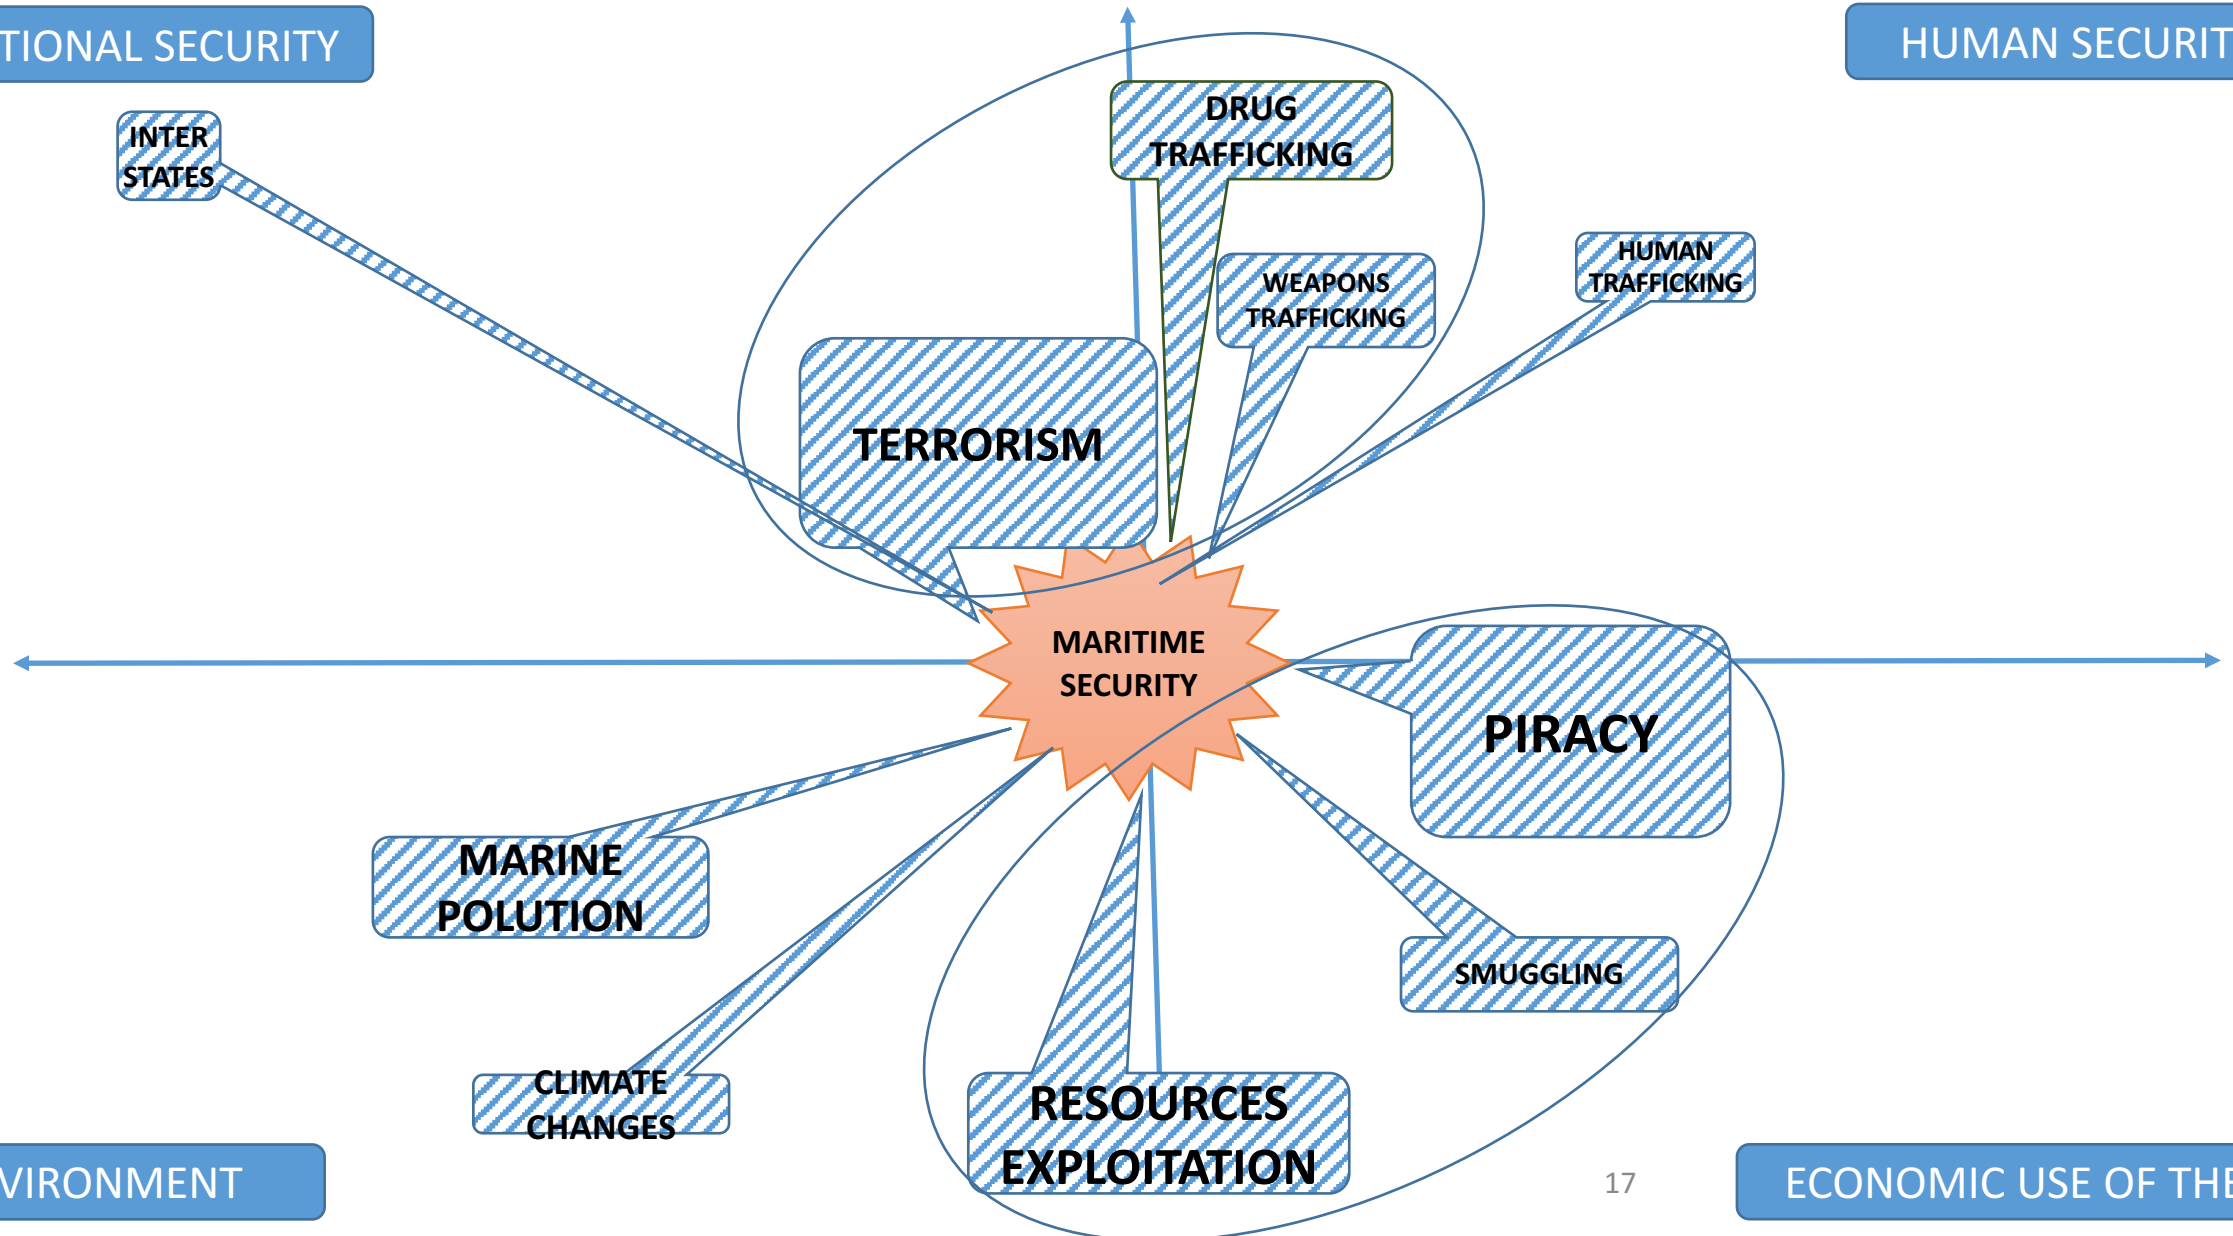 TIONAL SECURITY
HUMAN SECURIT
DRUG
TRAFFICKING
INTER
STATES
HUMAN
TRAFFICKING
WEAPONS
TRAFFICKING
TERRORISM
MARITIME
SECURITY
PIRACY
MARINE
POLUTION
SMUGGLING
CLIMATE
CHANGES
RESOURCES
EXPLOITATION
VIRONMENT
17
ECONOMIC USE OF THE